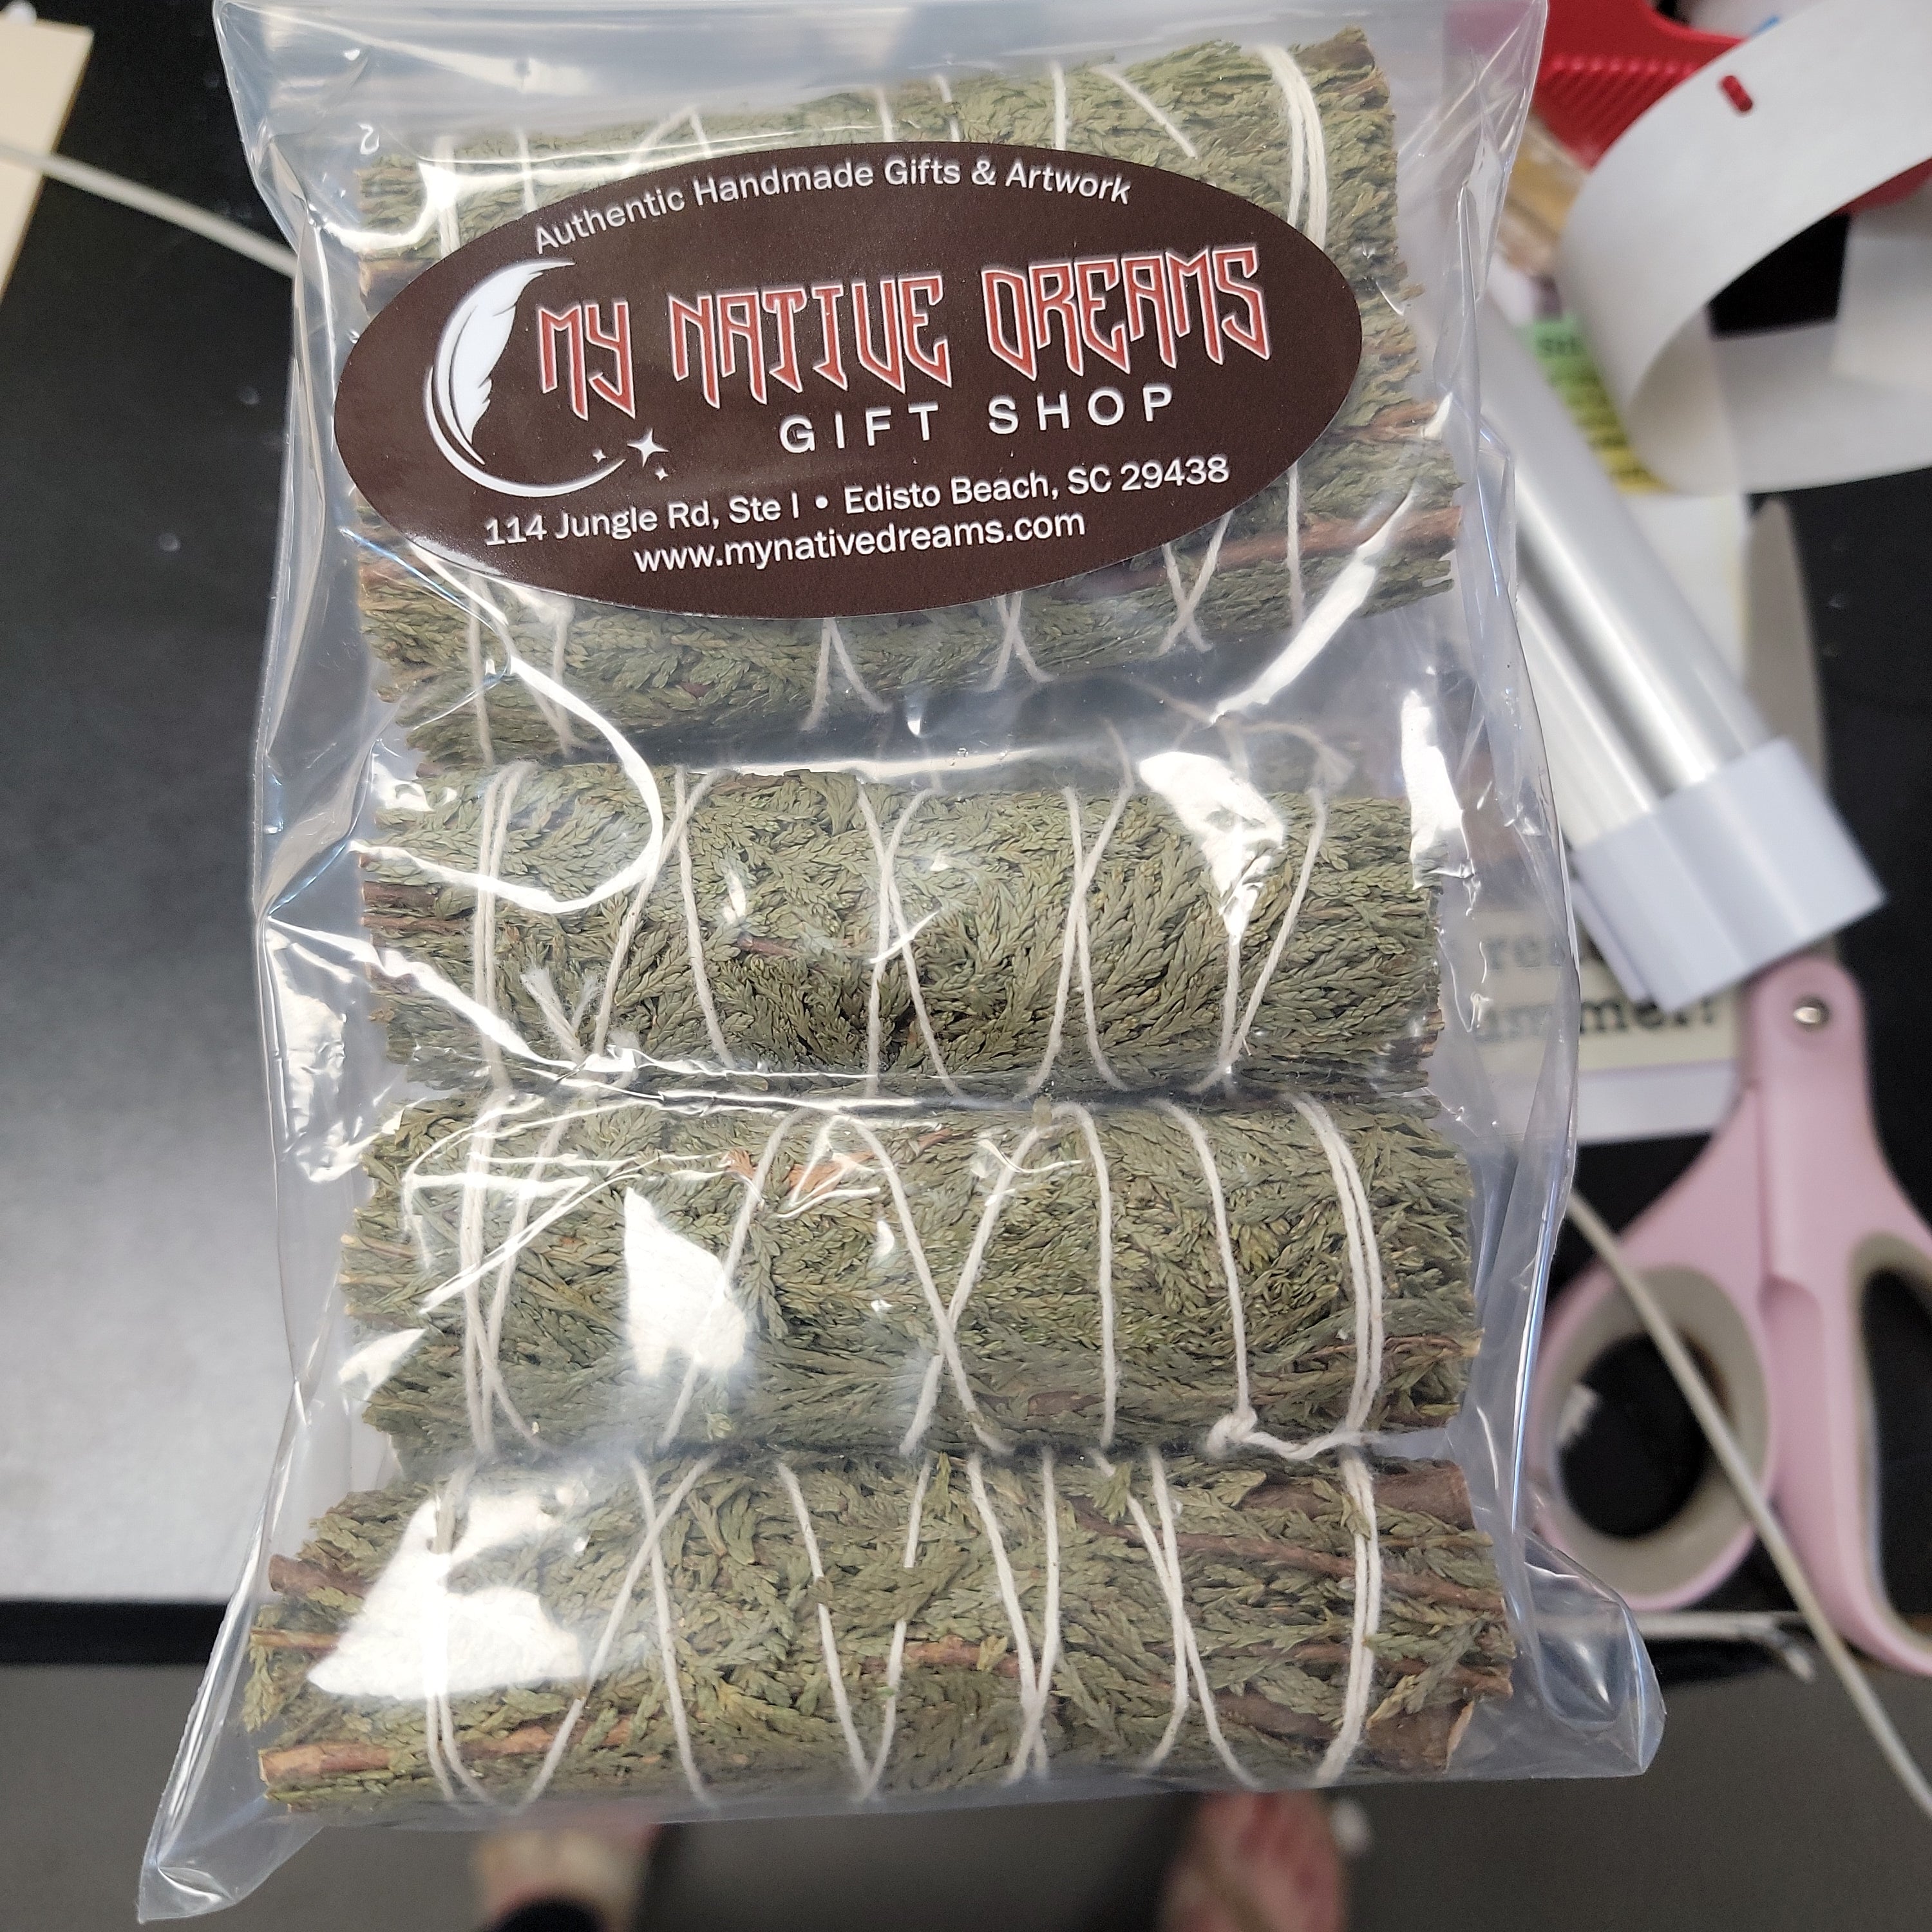 Authentic Handmade Gifts & Artwork
MY NATIVE DREAMS
GIFT SHOP
114 Jungle Rd, Ste I • Edisto Beach, SC 29438
www.mynativedreams.com